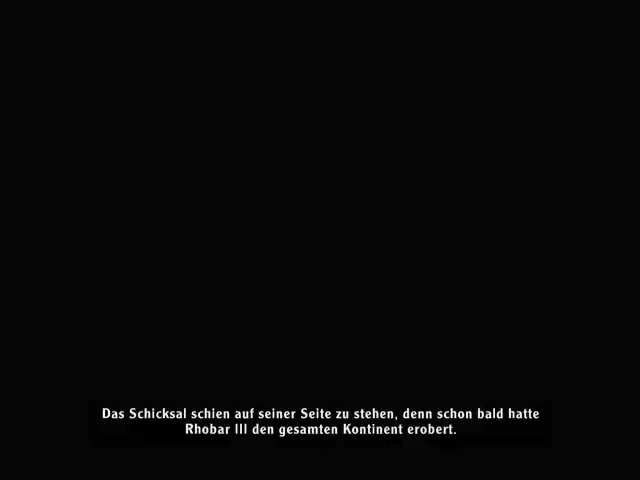 Das Schicksal schien auf seiner Seite zu stehen, denn schon bald hatte
Rhobar III den gesamten Kontinent erobert.